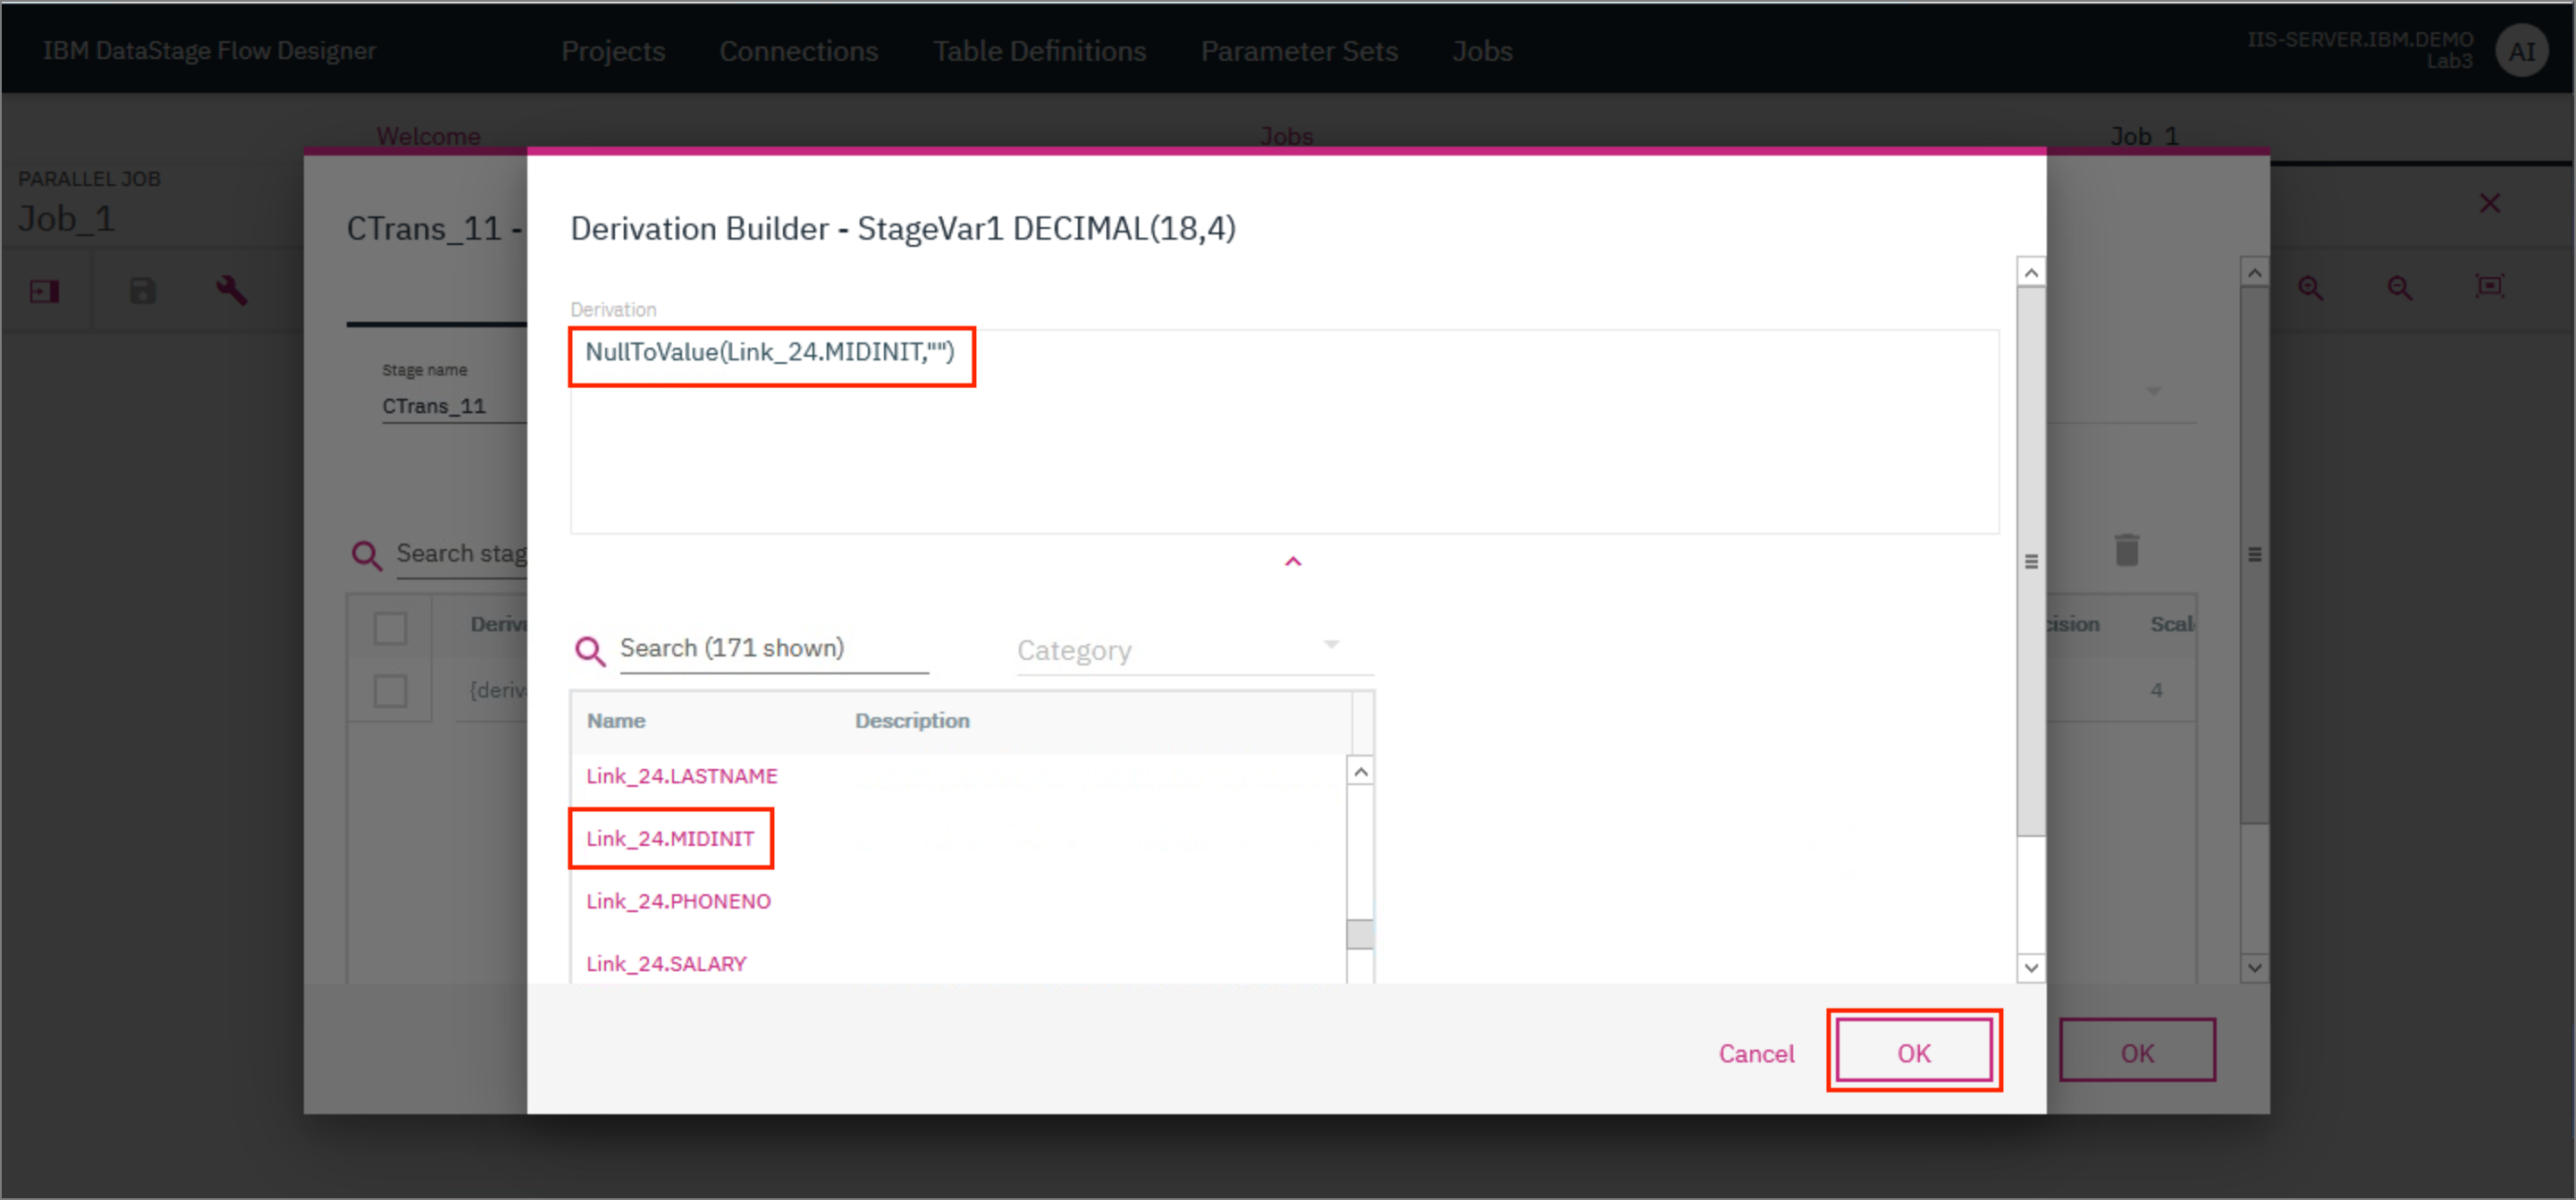 IBM DataStage Flow Designer Projects Connections Table Definitions Parameter Sets Jobs IIS-SERVER.IBM.DEMO
Lab3
AI
Welcome Jobs Job_1
PARALLEL JOB
Job_1
CTrans_11 -
Derivation Builder - StageVar1 DECIMAL(18,4)
Derivation
NullToValue(Link_24.MIDINIT,"")
Stage name
CTrans_11
Search stag
Deriv
{deriv
cision Scal
4
Search (171 shown) Category
Name Description
Link_24.LASTNAME
Link_24.MIDINIT
Link_24.PHONENO
Link_24.SALARY
Cancel OK
OK